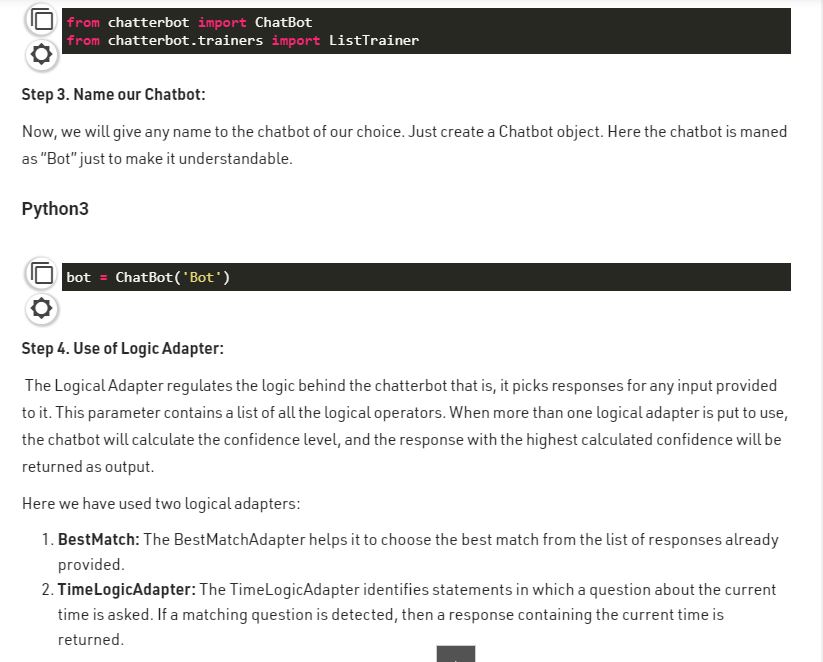 from chatterbot import ChatBot
from chatterbot.trainers import ListTrainer
Step 3. Name our Chatbot:
Now, we will give any name to the chatbot of our choice. Just create a Chatbot object. Here the chatbot is maned
as "Bot" just to make it understandable.
Python3
bot = ChatBot('Bot')
Step 4. Use of Logic Adapter:
The Logical Adapter regulates the logic behind the chatterbot that is, it picks responses for any input provided
to it. This parameter contains a list of all the logical operators. When more than one logical adapter is put to use,
the chatbot will calculate the confidence level, and the response with the highest calculated confidence will be
returned as output.
Here we have used two logical adapters:
1. BestMatch: The BestMatchAdapter helps it to choose the best match from the list of responses already
provided.
2. TimeLogicAdapter: The TimeLogicAdapter identifies statements in which a question about the current
time is asked. If a matching question is detected, then a response containing the current time is
returned.